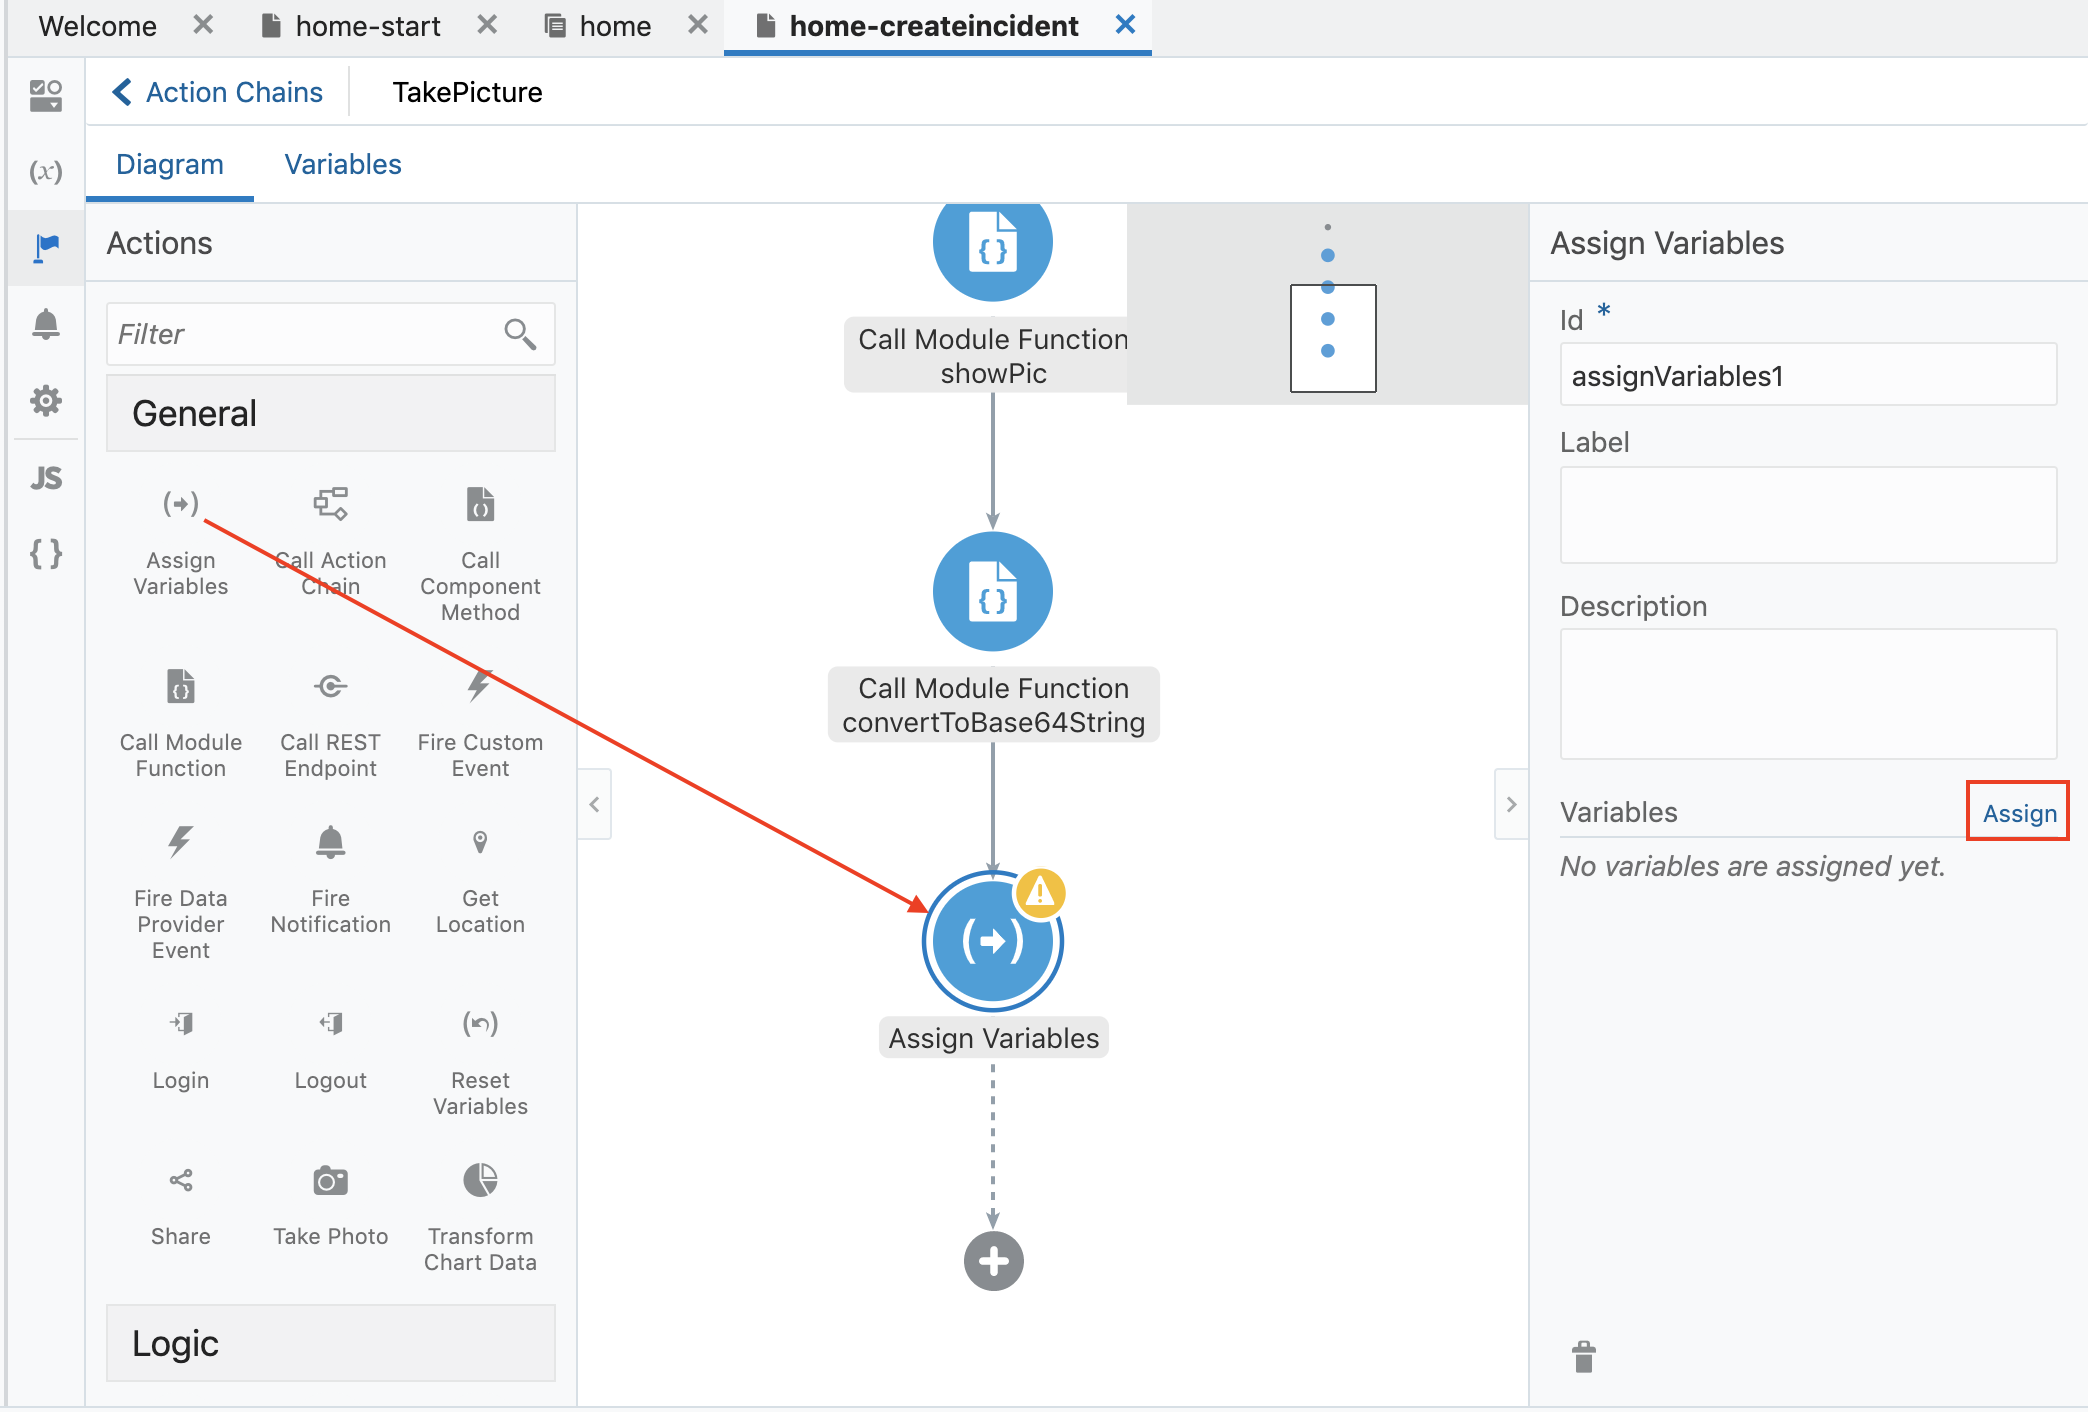 Welcome
home-start
home
home-createincident
Action Chains
TakePicture
(x)
JS
{ }
Diagram
Variables
Actions
Filter
General
Assign
Variables
Call Action
Chain
Call
Component
Method
Call Module
Function
Call REST
Endpoint
Fire Custom
Event
Fire Data
Provider
Event
Fire
Notification
Get
Location
Login
Logout
Reset
Variables
Share
Take Photo
Transform
Chart Data
Logic
Call Module Function
showPic
Call Module Function
convertToBase64String
Assign Variables
Assign Variables
Id *
assignVariables1
Label
Description
Variables
Assign
No variables are assigned yet.